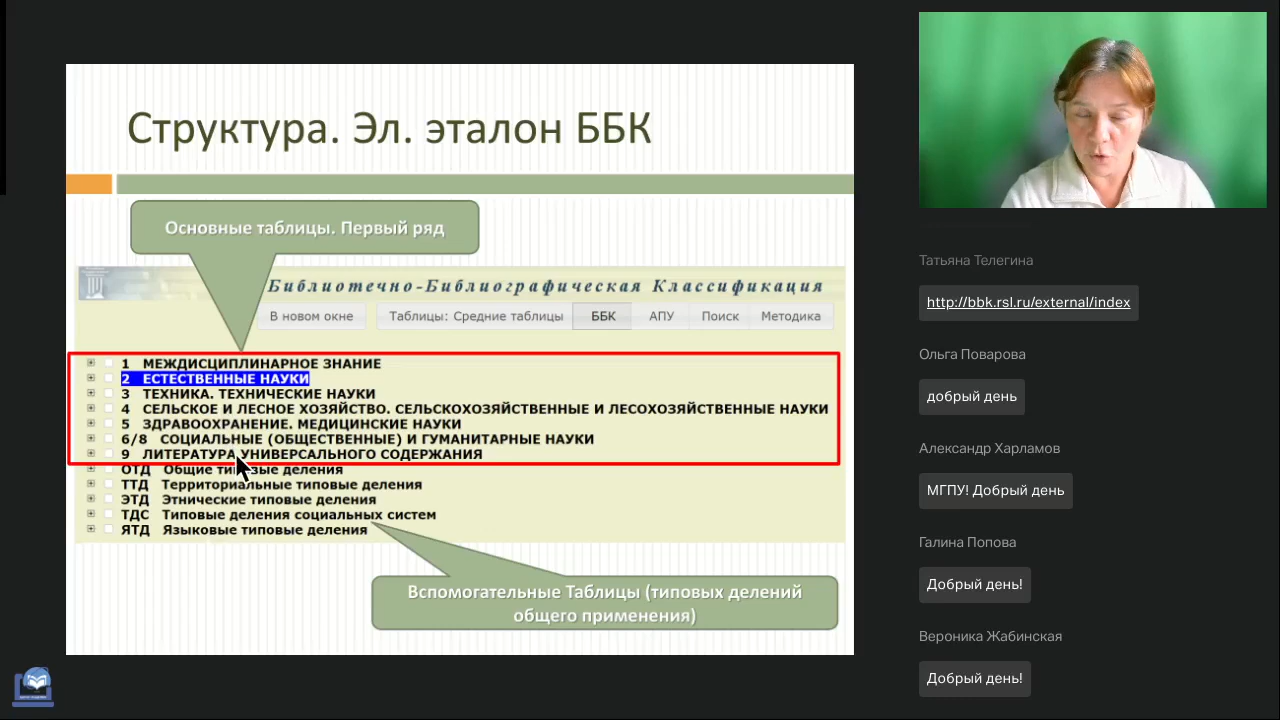 Структура. Эл. эталон ББК
Основные таблицы. Первый ряд
Библиотечно-Библиографическая Классификация
В новом окне
Таблицы: Средние таблицы
ББК
АПУ
Поиск
Методика
1 МЕЖДИСЦИПЛИНАРНОЕ ЗНАНИЕ
2 ЕСТЕСТВЕННЫЕ НАУКИ
3 ТЕХНИКА. ТЕХНИЧЕСКИЕ НАУКИ
4 СЕЛЬСКОЕ И ЛЕСНОЕ ХОЗЯЙСТВО. СЕЛЬСКОХОЗЯЙСТВЕННЫЕ И ЛЕСОХОЗЯЙСТВЕННЫЕ НАУКИ
5 ЗДРАВООХРАНЕНИЕ. МЕДИЦИНСКИЕ НАУКИ
6/8 СОЦИАЛЬНЫЕ (ОБЩЕСТВЕННЫЕ) И ГУМАНИТАРНЫЕ НАУКИ
9 ЛИТЕРАТУРА УНИВЕРСАЛЬНОГО СОДЕРЖАНИЯ
ОТД Общие типовые деления
ТТД Территориальные типовые деления
ЭТД Этнические типовые деления
ТДС Типовые деления социальных систем
ЯТД Языковые типовые деления
Вспомогательные Таблицы (типовых делений
общего применения)
Татьяна Телегина
http://bbk.rsl.ru/external/index
Ольга Поварова
добрый день
Александр Харламов
МГПУ! Добрый день
Галина Попова
Добрый день!
Вероника Жабинская
Добрый день!